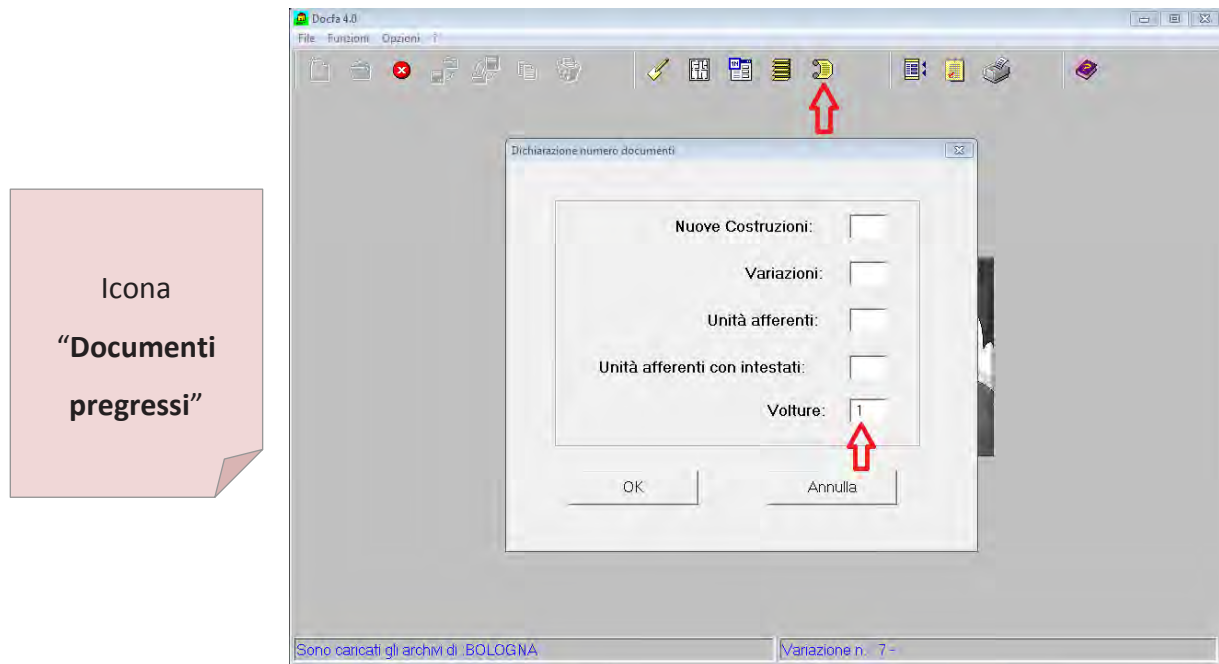 Icona
“Documenti
pregressi”
Docfa 4.0
File Funzioni Opzioni ?
Dichiarazione numero documenti
Nuove Costruzioni:
Variazioni:
Unità afferenti:
Unità afferenti con intestati:
Volture: 1
OK Annulla
Sono caricati gli archivi di :BOLOGNA Variazione n. 7 -